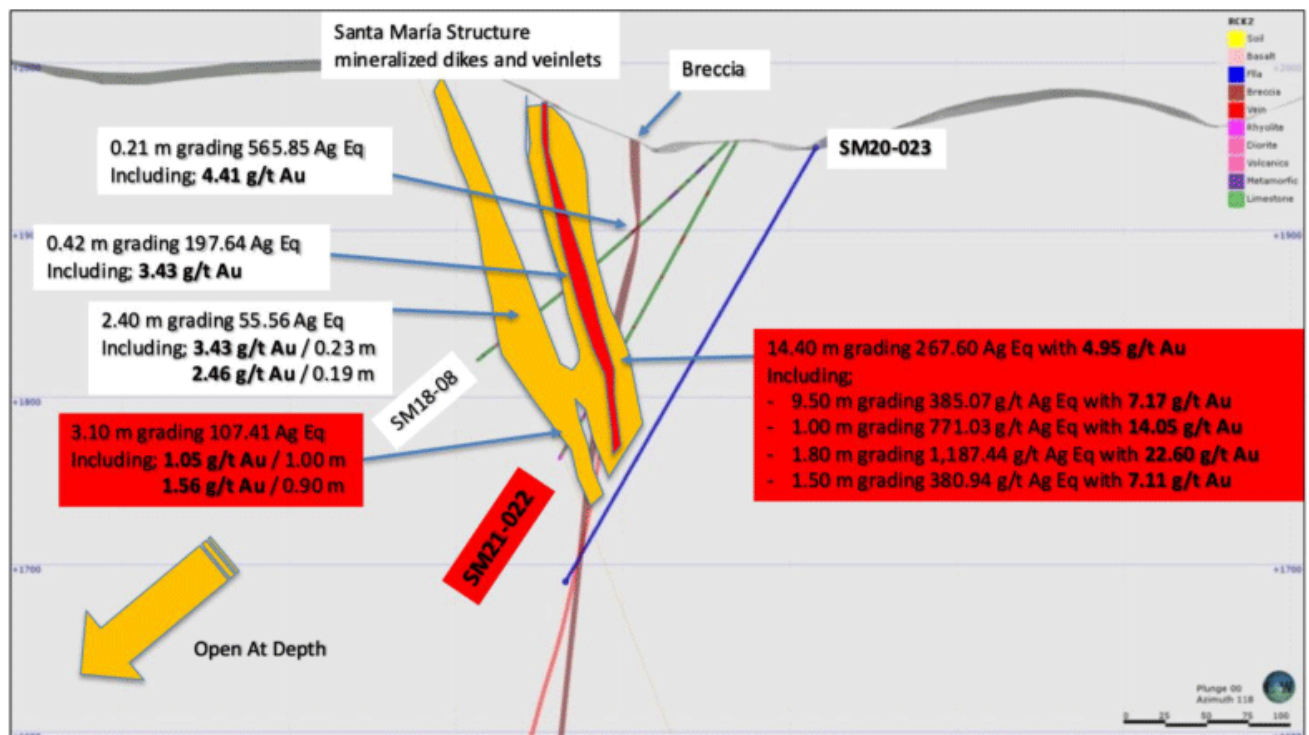 Santa María Structure
mineralized dikes and veinlets
Breccia
RCK2
Soil
Basalt
Filla
Breccia
Vein
Rhyolite
Diorite
Volcanics
Metamorfic
Limestone
+2000
+2000
0.21 m grading 565.85 Ag Eq
Including; 4.41 g/t Au
SM20-023
+1900
+1900
0.42 m grading 197.64 Ag Eq
Including; 3.43 g/t Au
2.40 m grading 55.56 Ag Eq
Including; 3.43 g/t Au / 0.23 m
2.46 g/t Au / 0.19 m
SM18-08
14.40 m grading 267.60 Ag Eq with 4.95 g/t Au
Including;
- 9.50 m grading 385.07 g/t Ag Eq with 7.17 g/t Au
- 1.00 m grading 771.03 g/t Ag Eq with 14.05 g/t Au
- 1.80 m grading 1,187.44 g/t Ag Eq with 22.60 g/t Au
- 1.50 m grading 380.94 g/t Ag Eq with 7.11 g/t Au
+1800
3.10 m grading 107.41 Ag Eq
Including; 1.05 g/t Au / 1.00 m
1.56 g/t Au / 0.90 m
SM21-022
+1700
+1700
Open At Depth
Plunge 00
Azimuth 118
0 25 50 75 100